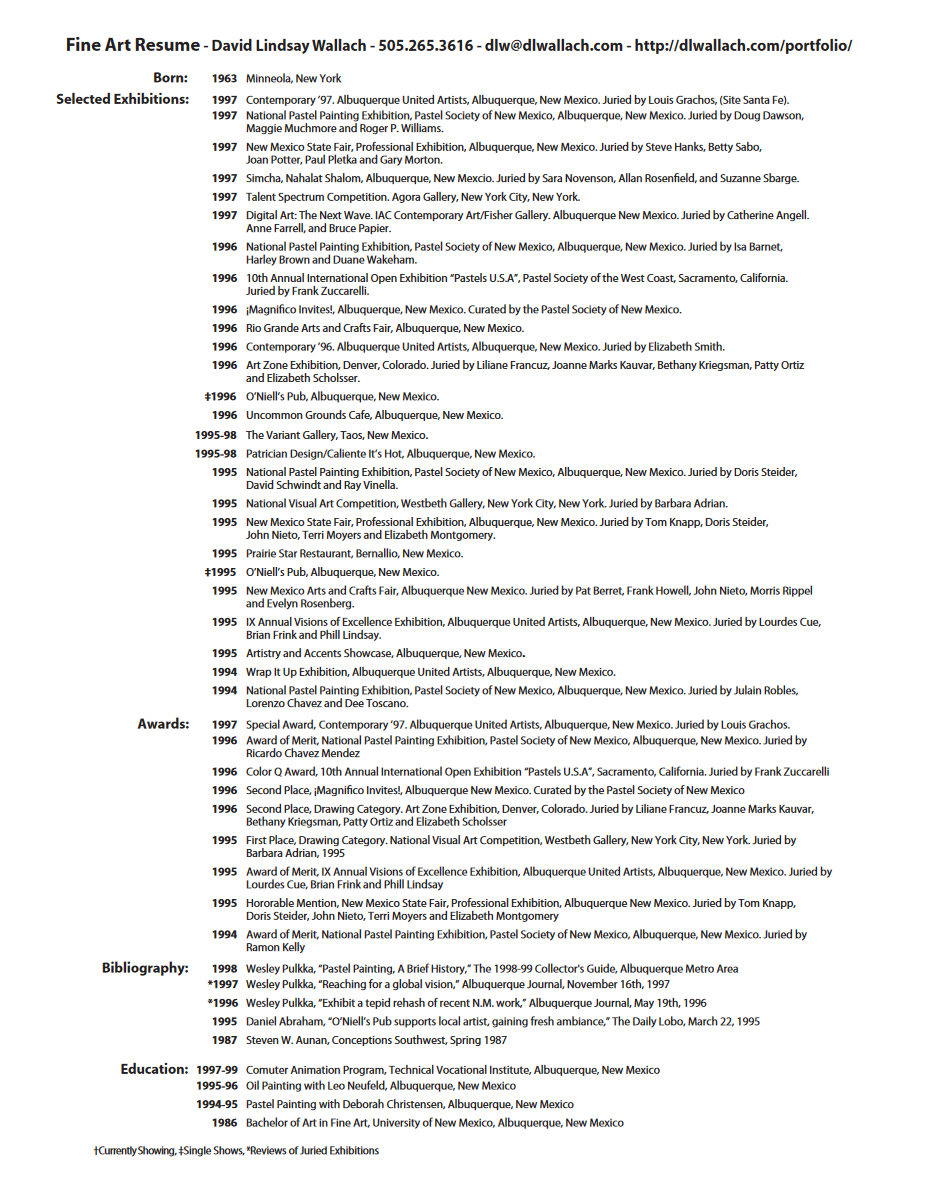 Fine Art Resume - David Lindsay Wallach - 505.265.3616 - dlw@dlwallach.com - http://dlwallach.com/portfolio/
Born: 1963 Minneola, New York
Selected Exhibitions: 1997 Contemporary '97. Albuquerque United Artists, Albuquerque, New Mexico. Juried by Louis Grachos, (Site Santa Fe).
1997 National Pastel Painting Exhibition, Pastel Society of New Mexico, Albuquerque, New Mexico. Juried by Doug Dawson,
Maggie Muchmore and Roger P. Williams.
1997 New Mexico State Fair, Professional Exhibition, Albuquerque, New Mexico. Juried by Steve Hanks, Betty Sabo,
Joan Potter, Paul Pletka and Gary Morton.
1997 Simcha, Nahalat Shalom, Albuquerque, New Mexcio. Juried by Sara Novenson, Allan Rosenfield, and Suzanne Sbarge.
1997 Talent Spectrum Competition. Agora Gallery, New York City, New York.
1997 Digital Art: The Next Wave. IAC Contemporary Art/Fisher Gallery. Albuquerque New Mexico. Juried by Catherine Angell.
Anne Farrell, and Bruce Papier.
1996 National Pastel Painting Exhibition, Pastel Society of New Mexico, Albuquerque, New Mexico. Juried by Isa Barnet,
Harley Brown and Duane Wakeham.
1996 10th Annual International Open Exhibition “Pastels U.S.A”, Pastel Society of the West Coast, Sacramento, California.
Juried by Frank Zuccarelli.
1996 ¡Magnifico Invites!, Albuquerque, New Mexico. Curated by the Pastel Society of New Mexico.
1996 Rio Grande Arts and Crafts Fair, Albuquerque, New Mexico.
1996 Contemporary '96. Albuquerque United Artists, Albuquerque, New Mexico. Juried by Elizabeth Smith.
1996 Art Zone Exhibition, Denver, Colorado. Juried by Liliane Francuz, Joanne Marks Kauvar, Bethany Kriegsman, Patty Ortiz
and Elizabeth Scholsser.
‡1996 O'Niell's Pub, Albuquerque, New Mexico.
1996 Uncommon Grounds Cafe, Albuquerque, New Mexico.
1995-98 The Variant Gallery, Taos, New Mexico.
1995-98 Patrician Design/Caliente It's Hot, Albuquerque, New Mexico.
1995 National Pastel Painting Exhibition, Pastel Society of New Mexico, Albuquerque, New Mexico. Juried by Doris Steider,
David Schwindt and Ray Vinella.
1995 National Visual Art Competition, Westbeth Gallery, New York City, New York. Juried by Barbara Adrian.
1995 New Mexico State Fair, Professional Exhibition, Albuquerque, New Mexico. Juried by Tom Knapp, Doris Steider,
John Nieto, Terri Moyers and Elizabeth Montgomery.
1995 Prairie Star Restaurant, Bernallio, New Mexico.
‡1995 O'Niell's Pub, Albuquerque, New Mexico.
1995 New Mexico Arts and Crafts Fair, Albuquerque New Mexico. Juried by Pat Berret, Frank Howell, John Nieto, Morris Rippel
and Evelyn Rosenberg.
1995 IX Annual Visions of Excellence Exhibition, Albuquerque United Artists, Albuquerque, New Mexico. Juried by Lourdes Cue,
Brian Frink and Phill Lindsay.
1995 Artistry and Accents Showcase, Albuquerque, New Mexico.
1994 Wrap It Up Exhibition, Albuquerque United Artists, Albuquerque, New Mexico.
1994 National Pastel Painting Exhibition, Pastel Society of New Mexico, Albuquerque, New Mexico. Juried by Julain Robles,
Lorenzo Chavez and Dee Toscano.
Awards: 1997 Special Award, Contemporary '97. Albuquerque United Artists, Albuquerque, New Mexico. Juried by Louis Grachos.
1996 Award of Merit, National Pastel Painting Exhibition, Pastel Society of New Mexico, Albuquerque, New Mexico. Juried by
Ricardo Chavez Mendez
1996 Color Q Award, 10th Annual International Open Exhibition “Pastels U.S.A”, Sacramento, California. Juried by Frank Zuccarelli
1996 Second Place, ¡Magnifico Invites!, Albuquerque New Mexico. Curated by the Pastel Society of New Mexico
1996 Second Place, Drawing Category. Art Zone Exhibition, Denver, Colorado. Juried by Liliane Francuz, Joanne Marks Kauvar,
Bethany Kriegsman, Patty Ortiz and Elizabeth Scholsser
1995 First Place, Drawing Category. National Visual Art Competition, Westbeth Gallery, New York City, New York. Juried by
Barbara Adrian, 1995
1995 Award of Merit, IX Annual Visions of Excellence Exhibition, Albuquerque United Artists, Albuquerque, New Mexico. Juried by
Lourdes Cue, Brian Frink and Phill Lindsay
1995 Hororable Mention, New Mexico State Fair, Professional Exhibition, Albuquerque New Mexico. Juried by Tom Knapp,
Doris Steider, John Nieto, Terri Moyers and Elizabeth Montgomery
1994 Award of Merit, National Pastel Painting Exhibition, Pastel Society of New Mexico, Albuquerque, New Mexico. Juried by
Ramon Kelly
Bibliography: 1998 Wesley Pulkka, “Pastel Painting, A Brief History,” The 1998-99 Collector's Guide, Albuquerque Metro Area
*1997 Wesley Pulkka, “Reaching for a global vision,” Albuquerque Journal, November 16th, 1997
*1996 Wesley Pulkka, “Exhibit a tepid rehash of recent N.M. work,” Albuquerque Journal, May 19th, 1996
1995 Daniel Abraham, “O'Niell's Pub supports local artist, gaining fresh ambiance,” The Daily Lobo, March 22, 1995
1987 Steven W. Aunan, Conceptions Southwest, Spring 1987
Education: 1997-99 Comuter Animation Program, Technical Vocational Institute, Albuquerque, New Mexico
1995-96 Oil Painting with Leo Neufeld, Albuquerque, New Mexico
1994-95 Pastel Painting with Deborah Christensen, Albuquerque, New Mexico
1986 Bachelor of Art in Fine Art, University of New Mexico, Albuquerque, New Mexico
†Currently Showing, ‡Single Shows, *Reviews of Juried Exhibitions